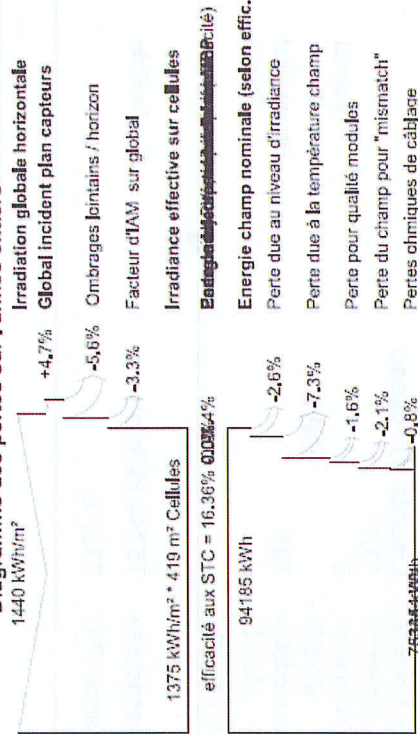 Irradiation globale horizontale
1440 kWh/m²
+4,7% Global incident plan capteurs
-5,6% Ombrages lointains / horizon
-3.3% Facteur d'IAM sur global
1375 kWh/m² * 419 m² Cellules
Irradiance effective sur cellules
efficacité aux STC = 16.36%
94185 kWh
Energie champ nominale (selon effic.
-2.6% Perte due au niveau d'irradiance
-7.3% Perte due à la température champ
-1.6% Perte pour qualité modules
-2.1% Perte du champ pour "mismatch"
-0.8% Pertes ohmiques de câblage